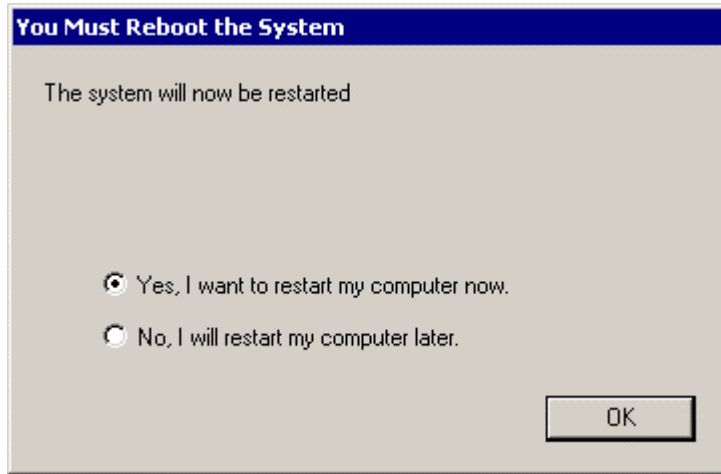 You Must Reboot the System
The system will now be restarted
Yes, I want to restart my computer now.
No, I will restart my computer later.
OK